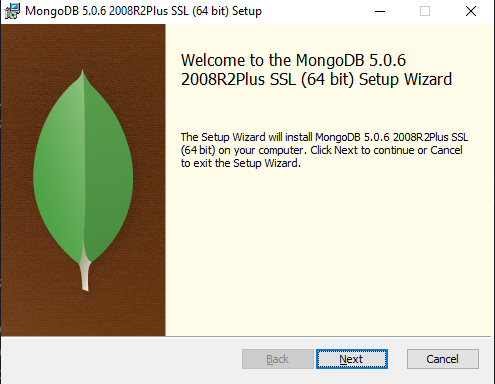 MongoDB 5.0.6 2008R2Plus SSL (64 bit) Setup
Welcome to the MongoDB 5.0.6
2008R2Plus SSL (64 bit) Setup Wizard
The Setup Wizard will install MongoDB 5.0.6 2008R2Plus SSL
(64 bit) on your computer. Click Next to continue or Cancel
to exit the Setup Wizard.
Back Next Cancel